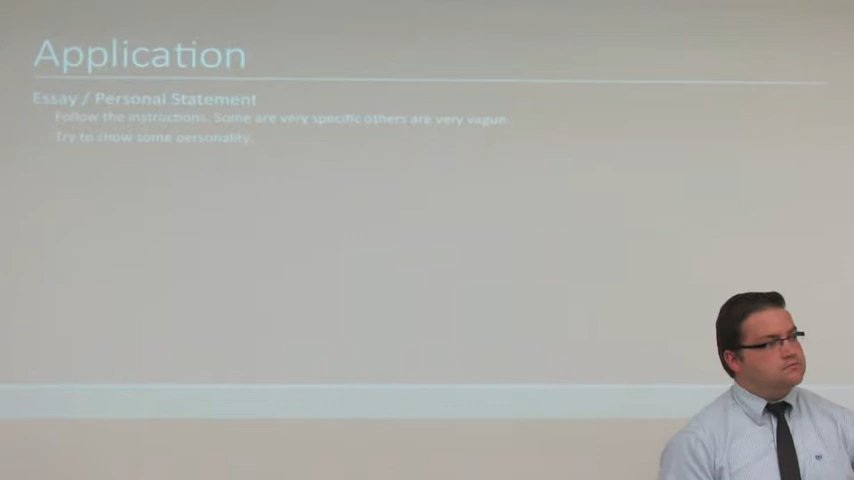 Application
Essay / Personal Statement
Follow the instructions. Some are very specific others are very vague.
Try to show some personality.